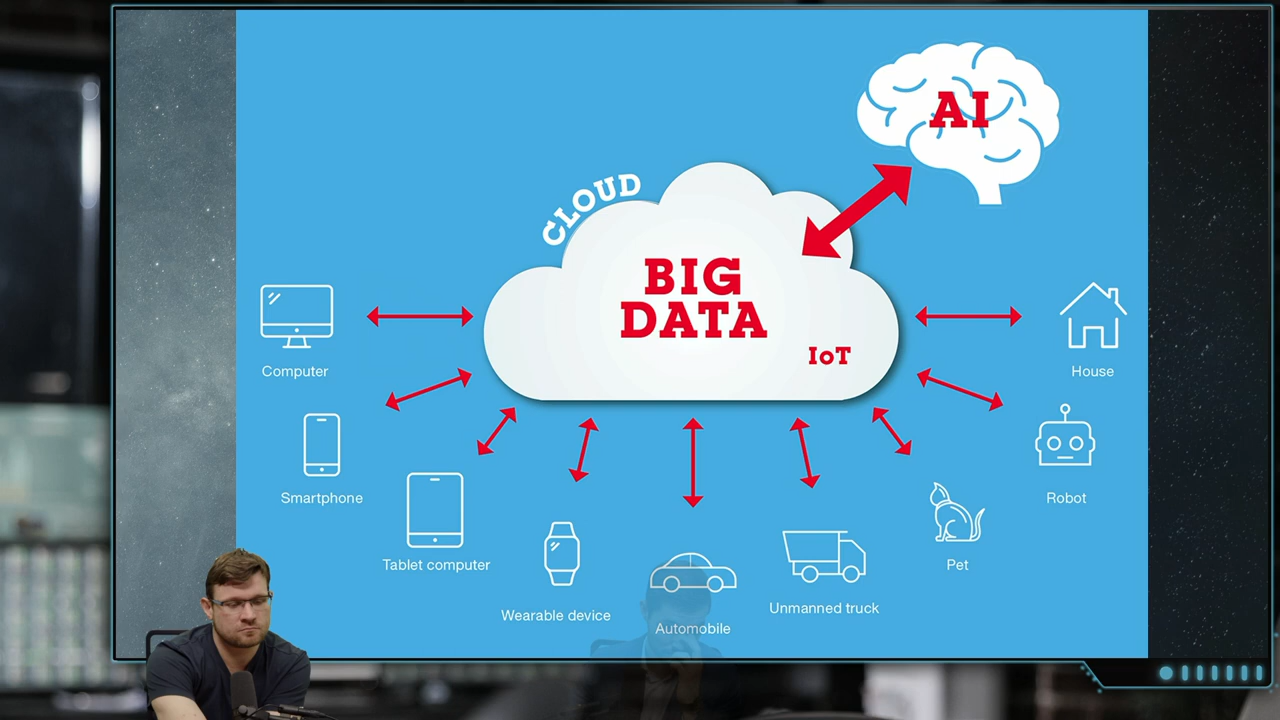 AI
CLOUD
BIG
DATA
IoT
Computer
House
Smartphone
Robot
Tablet computer
Pet
Wearable device
Unmanned truck
Automobile